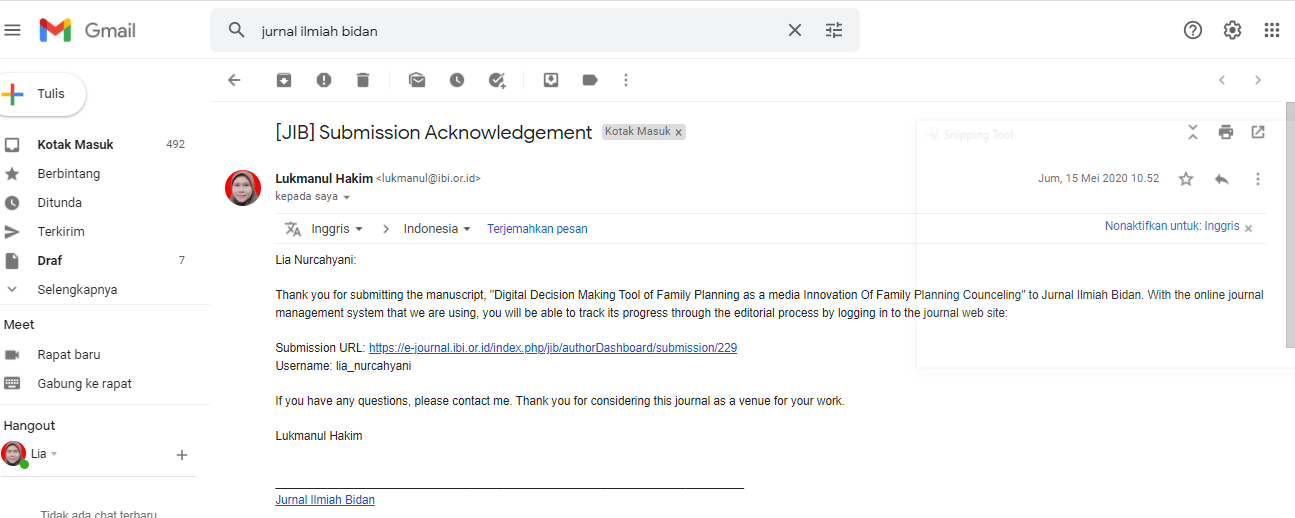 Gmail
jurnal ilmiah bidan
Tulis
Kotak Masuk 492
Berbintang
Ditunda
Terkirim
Draf 7
Selengkapnya
Meet
Rapat baru
Gabung ke rapat
Hangout
Lia
Tidak ada chat terbaru
[JIB] Submission Acknowledgement Kotak Masuk x
Snipping Tool
Lukmanul Hakim <lukmanul@ibi.or.id>
Jum, 15 Mei 2020 10.52
kepada saya
Inggris > Indonesia Terjemahkan pesan
Nonaktifkan untuk: Inggris x
Lia Nurcahyani:
Thank you for submitting the manuscript, "Digital Decision Making Tool of Family Planning as a media Innovation Of Family Planning Counceling" to Jurnal Ilmiah Bidan. With the online journal
management system that we are using, you will be able to track its progress through the editorial process by logging in to the journal web site:
Submission URL: https://e-journal.ibi.or.id/index.php/jib/authorDashboard/submission/229
Username: lia_nurcahyani
If you have any questions, please contact me. Thank you for considering this journal as a venue for your work.
Lukmanul Hakim
Jurnal Ilmiah Bidan